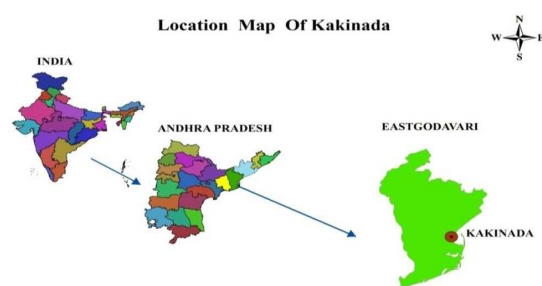 Location Map Of Kakinada
N
W E
S
INDIA
ANDHRA PRADESH
EASTGODAVARI
KAKINADA